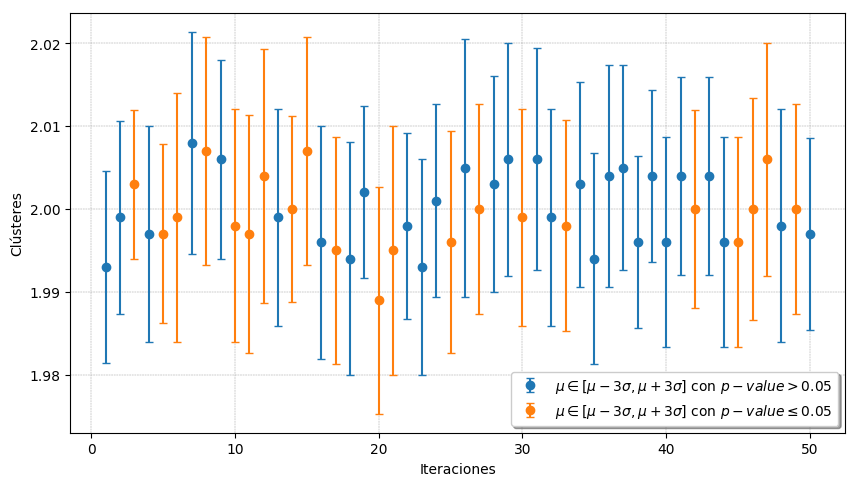 2.02
2.01
2.00
1.99
1.98
Clústeres
0 10 20 30 40 50
Iteraciones
μ ∈ [μ − 3σ, μ + 3σ] con p − value > 0.05
μ ∈ [μ − 3σ, μ + 3σ] con p − value ≤ 0.05